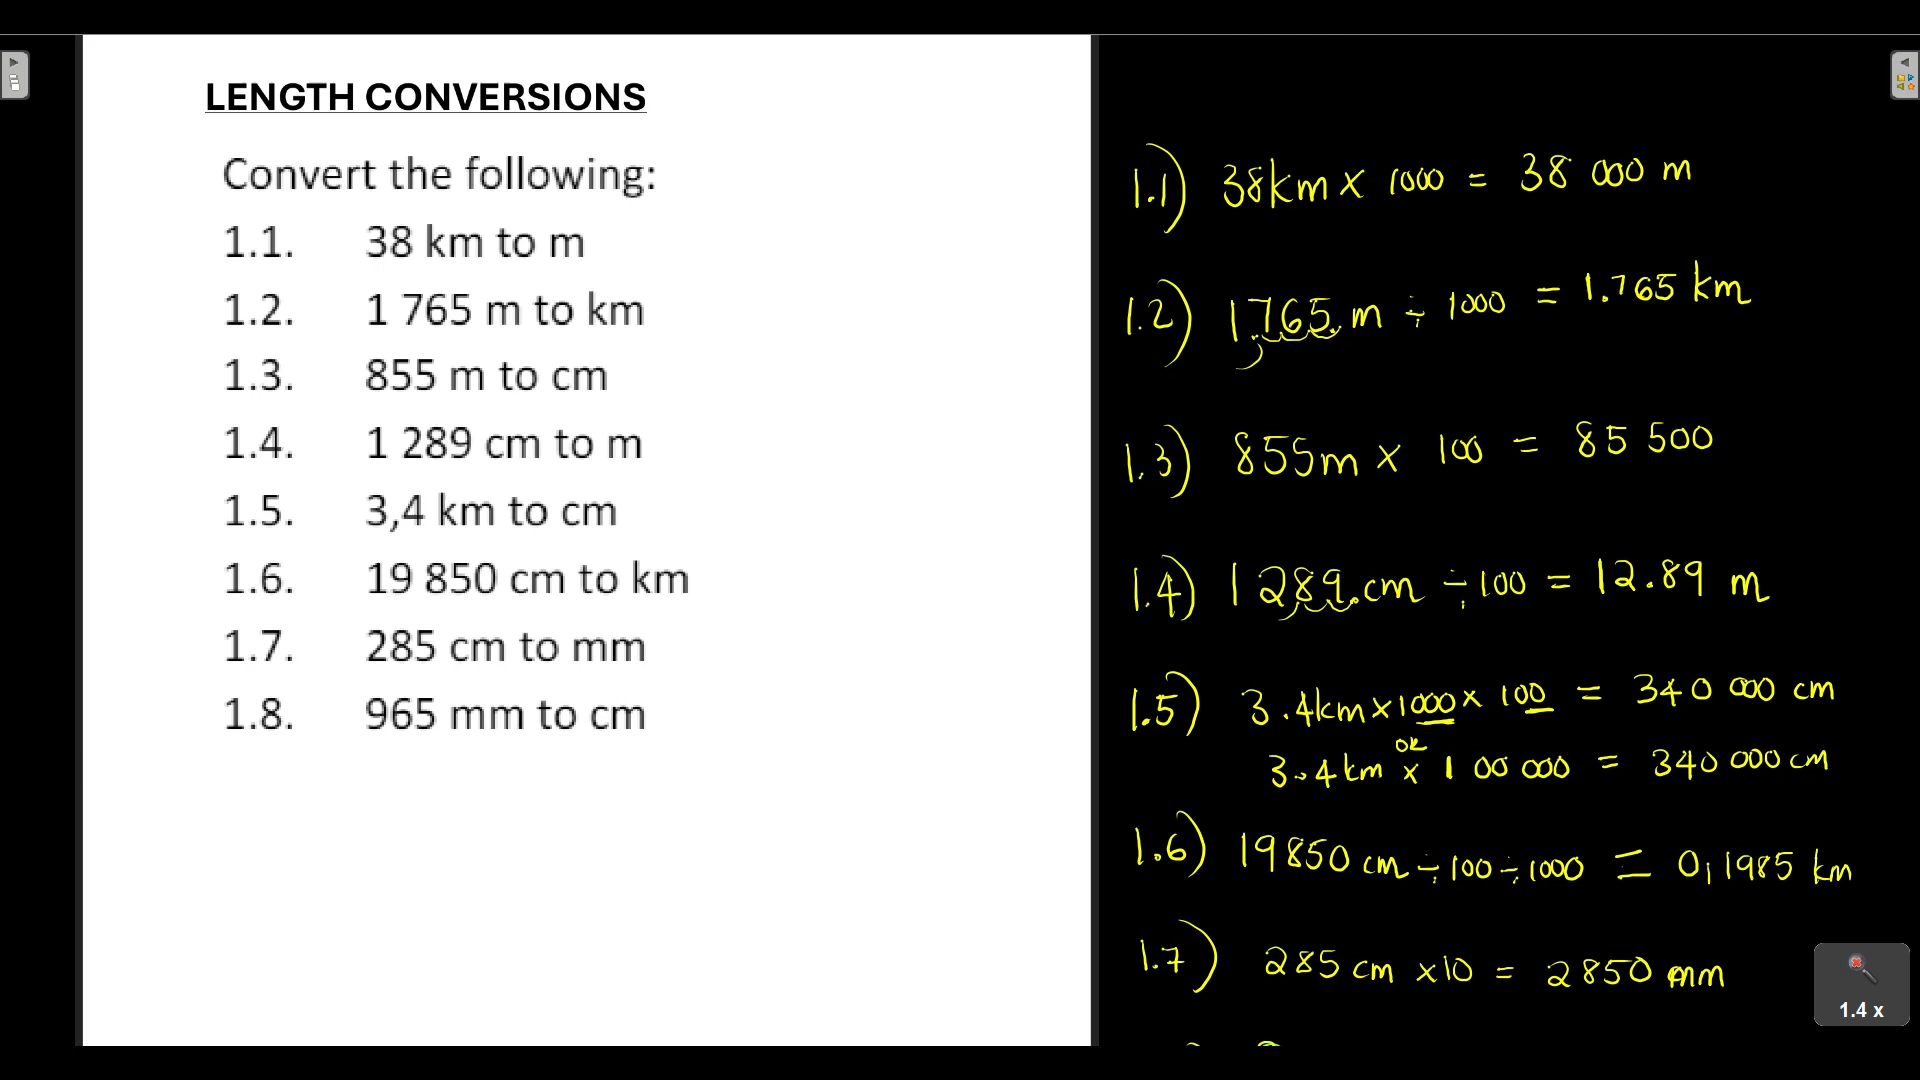 LENGTH CONVERSIONS
Convert the following:
1.1. 38 km to m
1.2. 1 765 m to km
1.3. 855 m to cm
1.4. 1 289 cm to m
1.5. 3,4 km to cm
1.6. 19 850 cm to km
1.7. 285 cm to mm
1.8. 965 mm to cm
1.1) 38km × 1000 = 38 000 m
1.2) 1765. m ÷ 1000 = 1.765 km
1.3) 855m × 100 = 85 500
1.4) 1 289.cm ÷ 100 = 12.89 m
1.5) 3.4km × 1000 × 100 = 340 000 cm
OR
3.4km × 1 00 000 = 340 000 cm
1.6) 19850 cm ÷ 100 ÷ 1000 = 0,1985 km
1.7) 285 cm ×10 = 2850 mm
1.4 x